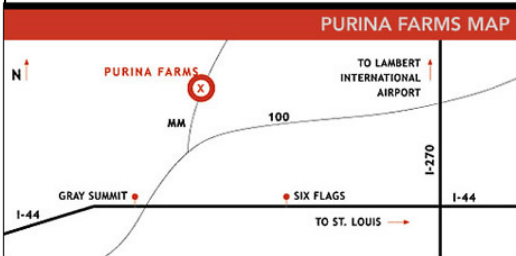 PURINA FARMS MAP
N
PURINA FARMS
X
TO LAMBERT
INTERNATIONAL
AIRPORT
MM
100
I-270
GRAY SUMMIT
SIX FLAGS
I-44
I-44
TO ST. LOUIS